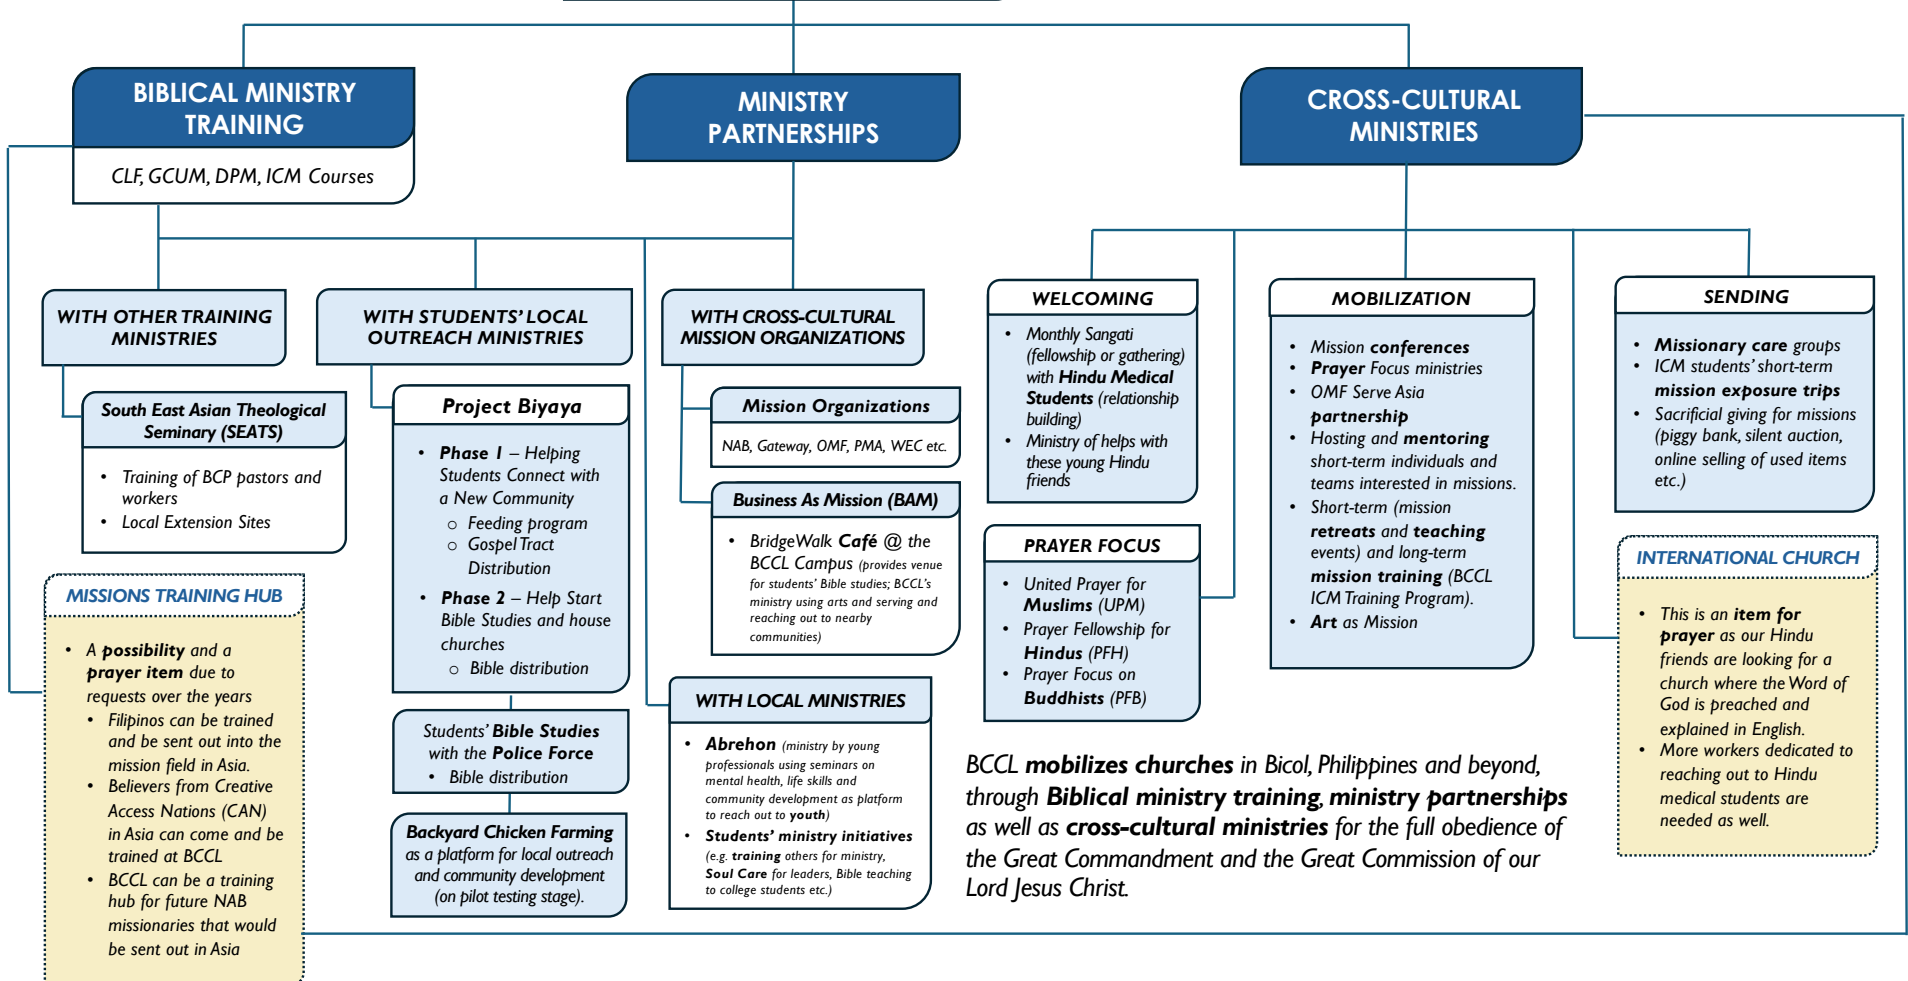 BIBLICAL MINISTRY
TRAINING
CLF, GCUM, DPM, ICM Courses
MINISTRY
PARTNERSHIPS
CROSS-CULTURAL
MINISTRIES
WITH OTHER TRAINING
MINISTRIES
South East Asian Theological
Seminary (SEATS)
• Training of BCP pastors and
workers
• Local Extension Sites
MISSIONS TRAINING HUB
• A possibility and a
prayer item due to
requests over the years
• Filipinos can be trained
and be sent out into the
mission field in Asia.
• Believers from Creative
Access Nations (CAN)
in Asia can come and be
trained at BCCL
• BCCL can be a training
hub for future NAB
missionaries that would
be sent out in Asia
WITH STUDENTS' LOCAL
OUTREACH MINISTRIES
Project Biyaya
• Phase 1 – Helping
Students Connect with
a New Community
o Feeding program
o Gospel Tract
Distribution
• Phase 2 – Help Start
Bible Studies and house
churches
o Bible distribution
Students' Bible Studies
with the Police Force
• Bible distribution
Backyard Chicken Farming
as a platform for local outreach
and community development
(on pilot testing stage).
WITH CROSS-CULTURAL
MISSION ORGANIZATIONS
Mission Organizations
NAB, Gateway, OMF, PMA, WEC etc.
Business As Mission (BAM)
• BridgeWalk Café @ the
BCCL Campus (provides venue
for students' Bible studies; BCCL's
ministry using arts and serving and
reaching out to nearby
communities)
WITH LOCAL MINISTRIES
• Abrehon (ministry by young
professionals using seminars on
mental health, life skills and
community development as platform
to reach out to youth)
• Students' ministry initiatives
(e.g. training others for ministry,
Soul Care for leaders, Bible teaching
to college students etc.)
WELCOMING
• Monthly Sangati
(fellowship or gathering)
with Hindu Medical
Students (relationship
building)
• Ministry of helps with
these young Hindu
friends
PRAYER FOCUS
• United Prayer for
Muslims (UPM)
• Prayer Fellowship for
Hindus (PFH)
• Prayer Focus on
Buddhists (PFB)
MOBILIZATION
• Mission conferences
• Prayer Focus ministries
• OMF Serve Asia
partnership
• Hosting and mentoring
short-term individuals and
teams interested in missions.
• Short-term (mission
retreats and teaching
events) and long-term
mission training (BCCL
ICM Training Program).
• Art as Mission
SENDING
• Missionary care groups
• ICM students' short-term
mission exposure trips
• Sacrificial giving for missions
(piggy bank, silent auction,
online selling of used items
etc.)
INTERNATIONAL CHURCH
• This is an item for
prayer as our Hindu
friends are looking for a
church where the Word of
God is preached and
explained in English.
• More workers dedicated to
reaching out to Hindu
medical students are
needed as well.
BCCL mobilizes churches in Bicol, Philippines and beyond,
through Biblical ministry training, ministry partnerships
as well as cross-cultural ministries for the full obedience of
the Great Commandment and the Great Commission of our
Lord Jesus Christ.